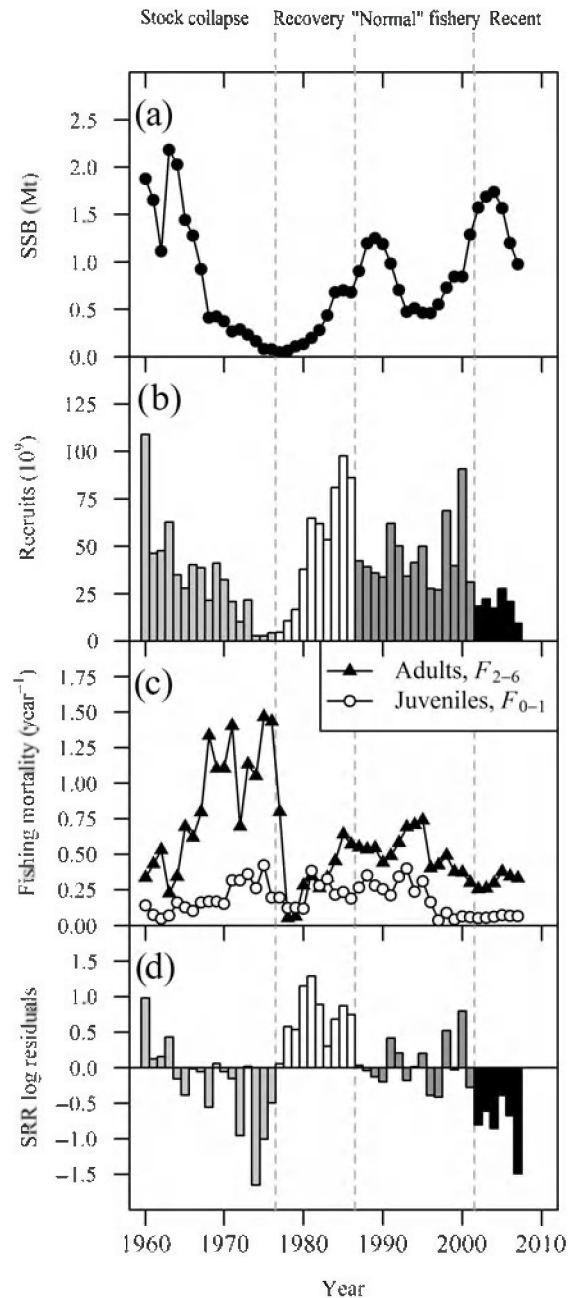 Stock collapse Recovery "Normal" fishery Recent
(a)
SSB (Mt)
2.5
2.0
1.5
1.0
0.5
0.0
(b)
Recruits (10⁹)
125
100
75
50
25
0
(c)
Adults, F₂₋₆
Juveniles, F₀₋₁
Fishing mortality (year⁻¹)
1.75
1.50
1.25
0.75
0.50
0.25
0.00
(d)
SRR log residuals
1.5
1.0
0.5
0.0
−0.5
−1.0
−1.5
1960 1970 1980 1990 2000 2010
Year